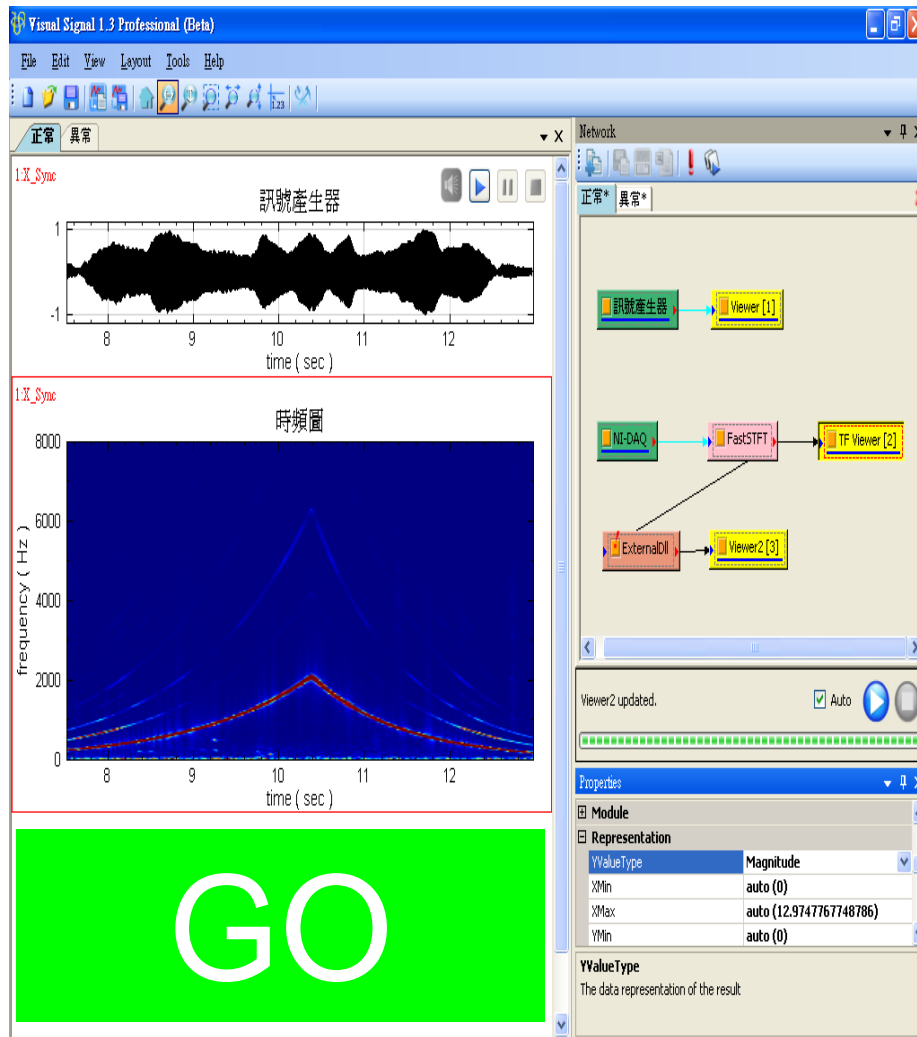 Visual Signal 1.3 Professional (Beta)
File Edit View Layout Tools Help
1.23
正常 異常
1:X_Sync
訊號產生器
1
-1
8 9 10 11 12
time ( sec )
1:X_Sync
時頻圖
8000
6000
4000
2000
0
frequency ( Hz )
8 9 10 11 12
time ( sec )
GO
Network
正常* 異常*
訊號產生器 Viewer [1]
NI-DAQ FastSTFT TF Viewer [2]
ExternalDll Viewer2 [3]
Viewer2 updated. Auto
Properties
Module
Representation
YValueType Magnitude
XMin auto (0)
XMax auto (12.9747767748786)
YMin auto (0)
YValueType
The data representation of the result